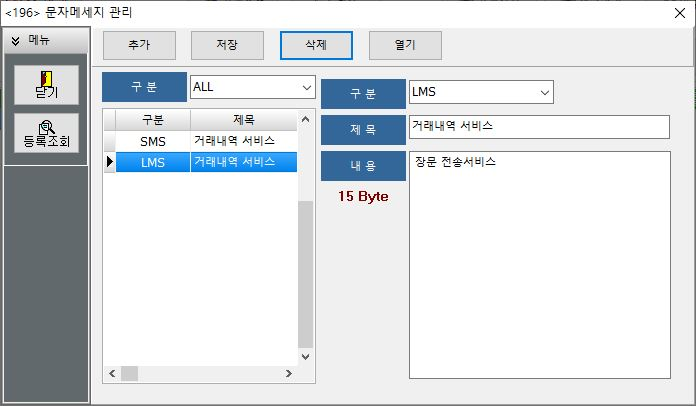 <196> 문자메세지 관리
메뉴
닫기
등록조회
추가 저장 삭제 열기
구 분 ALL
구분 제목
SMS 거래내역 서비스
LMS 거래내역 서비스
구 분 LMS
제 목 거래내역 서비스
내 용 장문 전송서비스
15 Byte